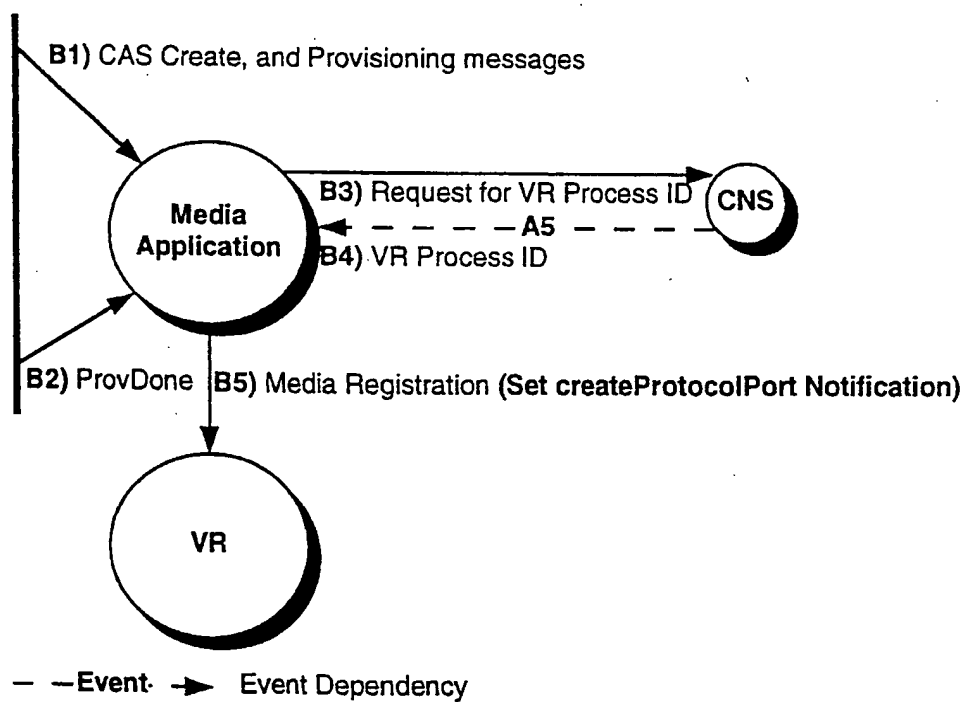 B1) CAS Create, and Provisioning messages
Media
Application
B3) Request for VR Process ID
CNS
A5
B4) VR Process ID
B2) ProvDone
B5) Media Registration (Set createProtocolPort Notification)
VR
Event
Event Dependency